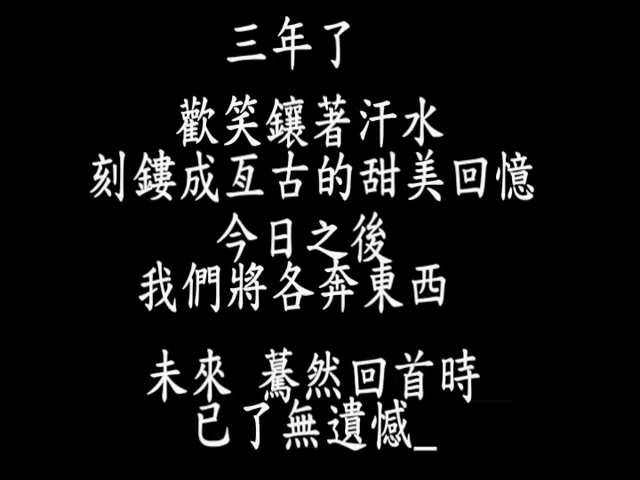 三年了
歡笑鑲著汗水
刻鏤成亙古的甜美回憶
今日之後
我們將各奔東西
未來 驀然回首時
已了無遺憾_